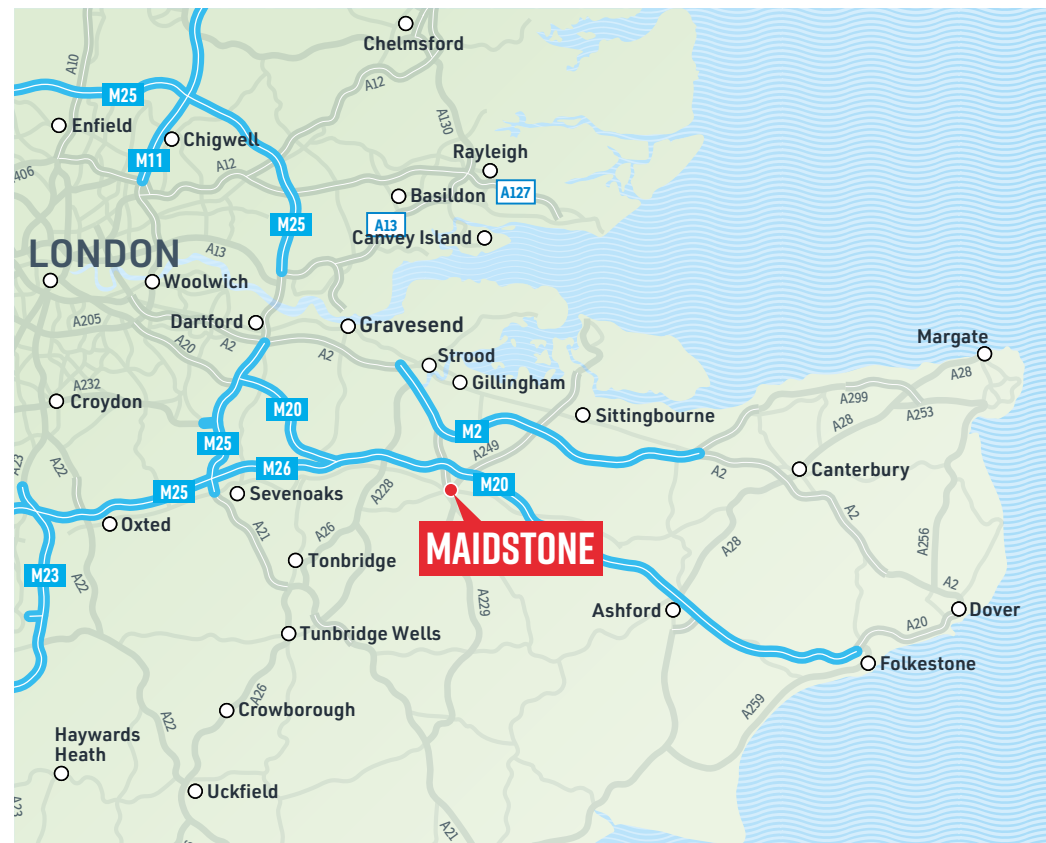 Chelmsford
A10
A12
M25
A130
Enfield
Chigwell
M11
A12
Rayleigh
A406
Basildon
A127
M25
A13
Canvey Island
LONDON
A13
Woolwich
A205
Dartford
Gravesend
A20
A2
A2
Strood
Margate
A28
A232
Croydon
M20
Gillingham
A299
A253
A28
Sittingbourne
M25
M2
A249
A23
A22
M26
M25
Sevenoaks
A228
M20
A2
Canterbury
Oxted
A21
A26
MAIDSTONE
A2
A28
A256
Tonbridge
M23
A22
A229
Ashford
A2
Dover
A20
Tunbridge Wells
Folkestone
A26
Crowborough
A22
A259
Haywards
Heath
Uckfield
A23
A21